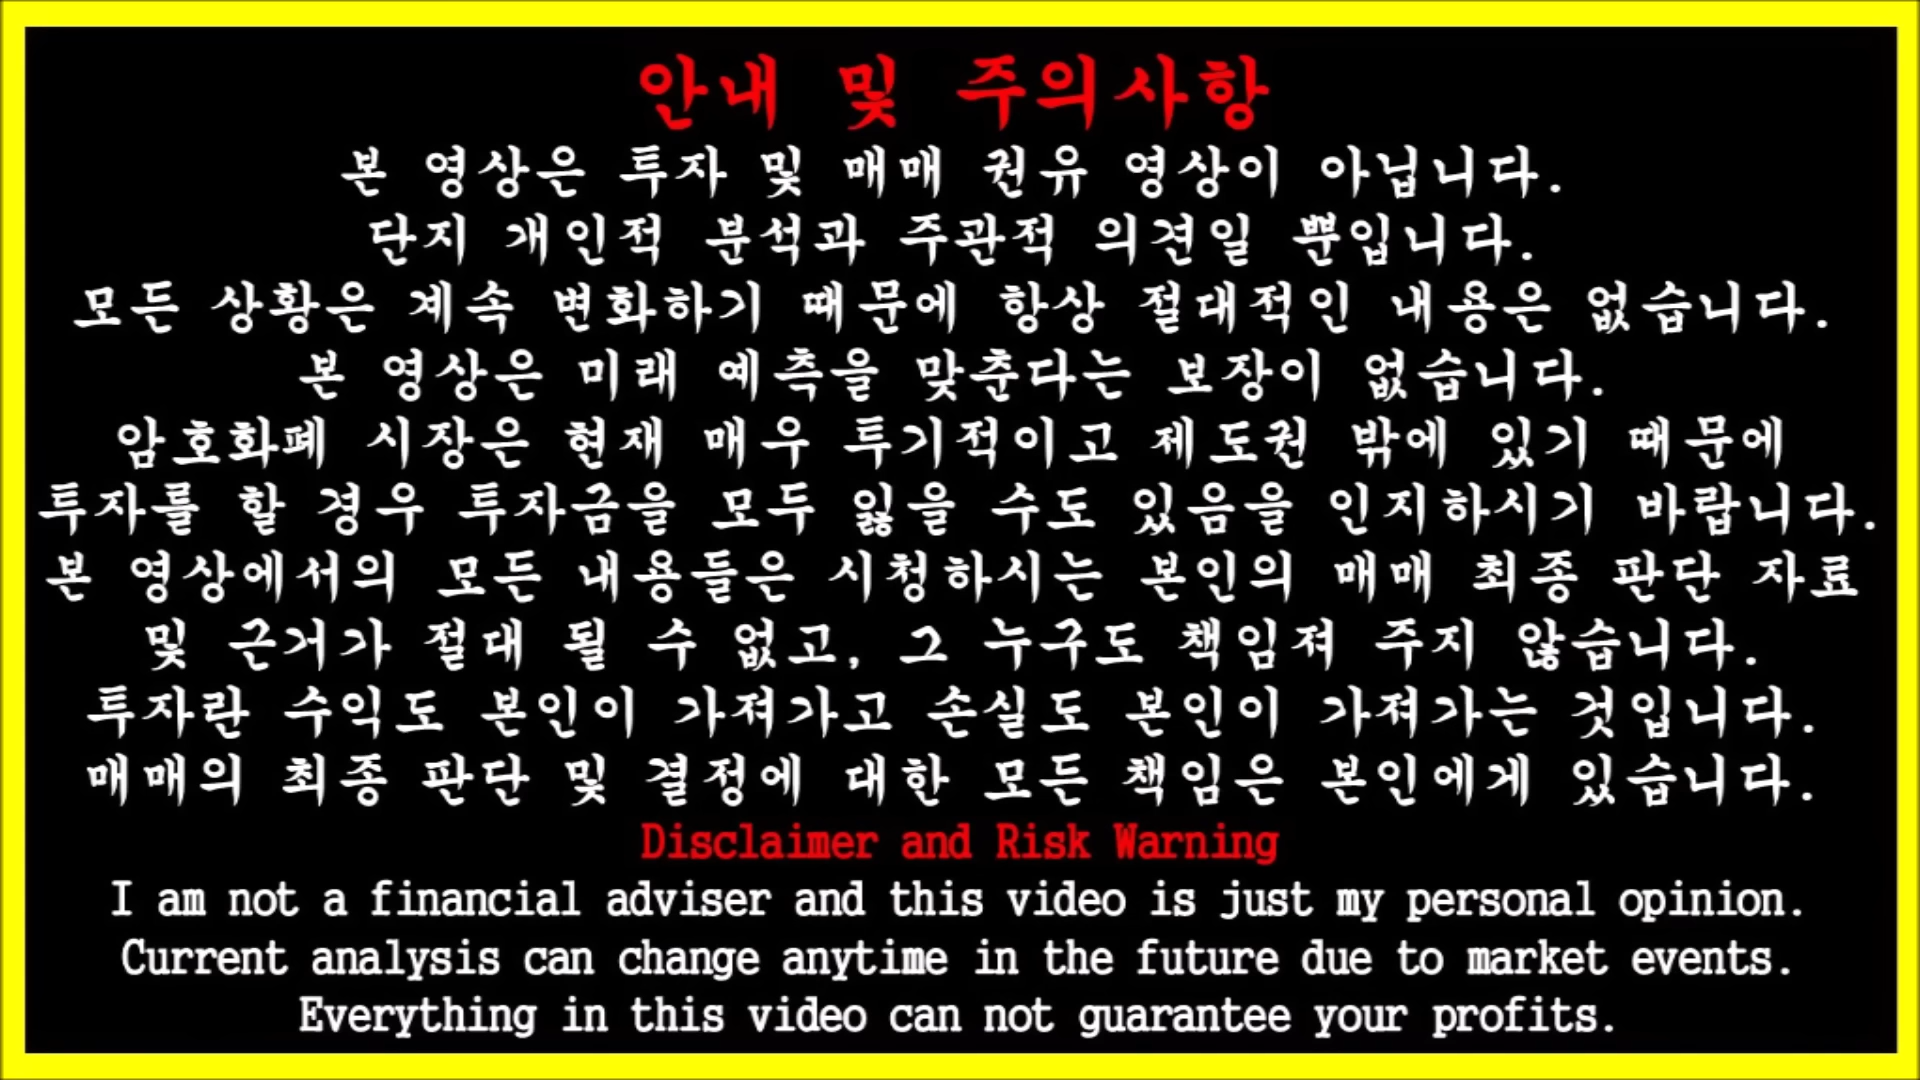 안내 및 주의사항
본 영상은 투자 및 매매 권유 영상이 아닙니다.
단지 개인적 분석과 주관적 의견일 뿐입니다.
모든 상황은 계속 변화하기 때문에 항상 절대적인 내용은 없습니다.
본 영상은 미래 예측을 맞춘다는 보장이 없습니다.
암호화폐 시장은 현재 매우 투기적이고 제도권 밖에 있기 때문에
투자를 할 경우 투자금을 모두 잃을 수도 있음을 인지하시기 바랍니다.
본 영상에서의 모든 내용들은 시청하시는 본인의 매매 최종 판단 자료
및 근거가 절대 될 수 없고, 그 누구도 책임져 주지 않습니다.
투자란 수익도 본인이 가져가고 손실도 본인이 가져가는 것입니다.
매매의 최종 판단 및 결정에 대한 모든 책임은 본인에게 있습니다.
Disclaimer and Risk Warning
I am not a financial adviser and this video is just my personal opinion.
Current analysis can change anytime in the future due to market events.
Everything in this video can not guarantee your profits.